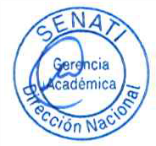 SENATI
Gerencia
Académica
Dirección Nacional